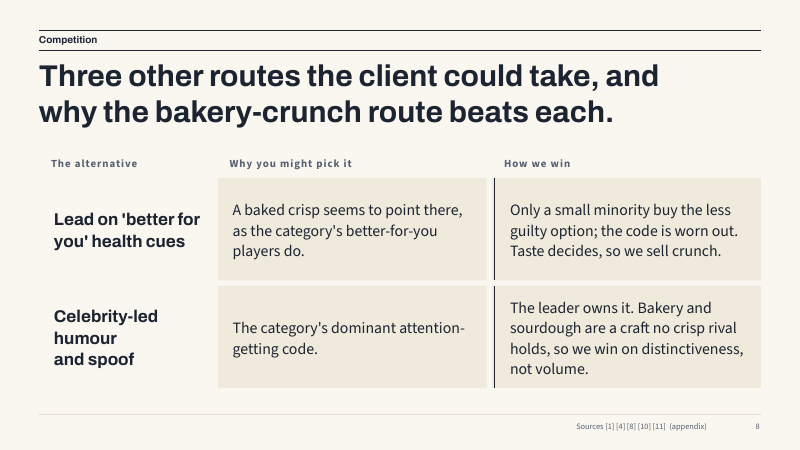 Competition
Three other routes the client could take, and
why the bakery-crunch route beats each.
The alternative
Why you might pick it
How we win
Lead on 'better for
you' health cues
A baked crisp seems to point there,
as the category's better-for-you
players do.
Only a small minority buy the less
guilty option; the code is worn out.
Taste decides, so we sell crunch.
Celebrity-led
humour
and spoof
The category's dominant attention-
getting code.
The leader owns it. Bakery and
sourdough are a craft no crisp rival
holds, so we win on distinctiveness,
not volume.
Sources [1] [4] [8] [10] [11] (appendix)
8